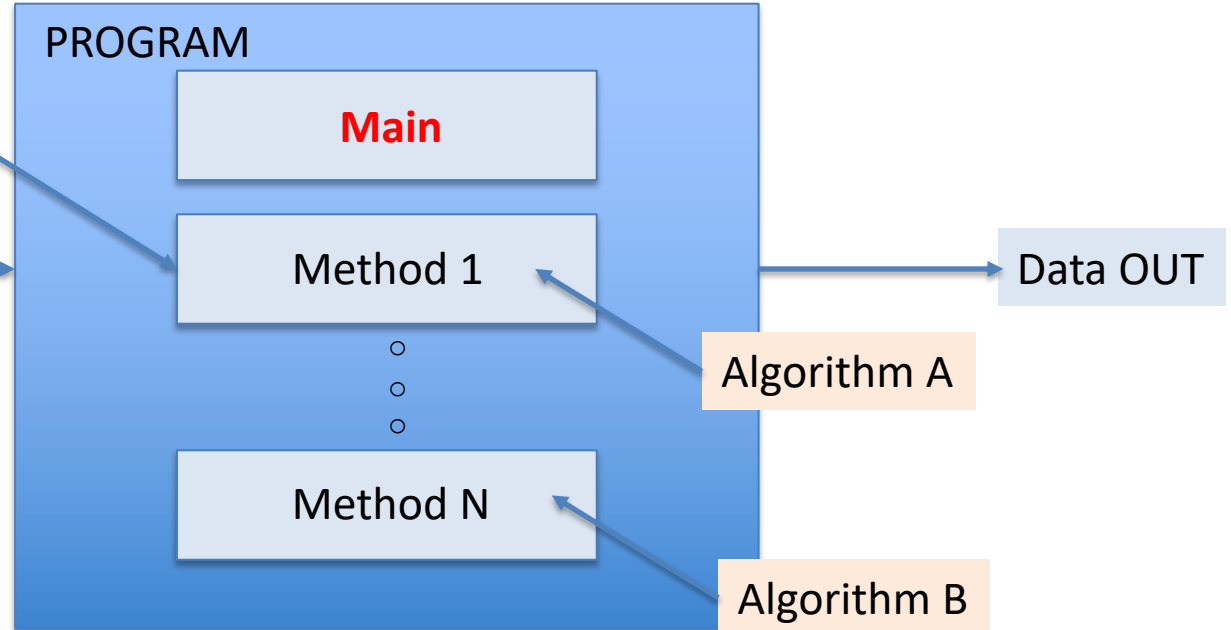 PROGRAM
Main
Method 1
Data OUT
Algorithm A
Method N
Algorithm B